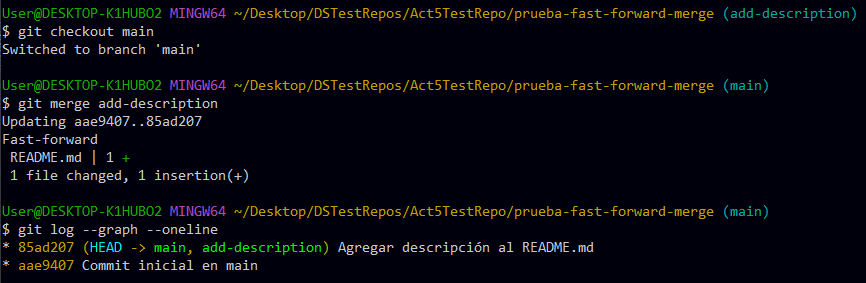 User@DESKTOP-K1HUBO2 MINGW64 ~/Desktop/DSTestRepos/Act5TestRepo/prueba-fast-forward-merge (add-description)
$ git checkout main
Switched to branch 'main'
User@DESKTOP-K1HUBO2 MINGW64 ~/Desktop/DSTestRepos/Act5TestRepo/prueba-fast-forward-merge (main)
$ git merge add-description
Updating aae9407..85ad207
Fast-forward
 README.md | 1 +
 1 file changed, 1 insertion(+)
User@DESKTOP-K1HUBO2 MINGW64 ~/Desktop/DSTestRepos/Act5TestRepo/prueba-fast-forward-merge (main)
$ git log --graph --oneline
* 85ad207 (HEAD -> main, add-description) Agregar descripción al README.md
* aae9407 Commit inicial en main